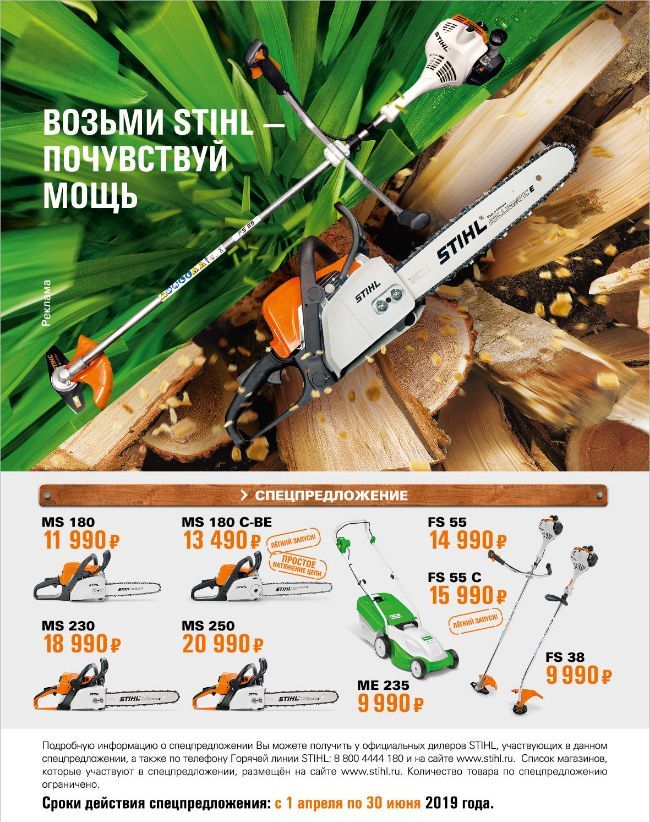 ВОЗЬМИ STIHL –
ПОЧУВСТВУЙ
МОЩЬ
Реклама
STIHL
FS 55
STIHL
STIHL
> СПЕЦПРЕДЛОЖЕНИЕ
MS 180
11 990 ₽
MS 180 C-BE
13 490 ₽
ЛЁГКИЙ ЗАПУСК!
ПРОСТОЕ
НАТЯЖЕНИЕ ЦЕПИ
MS 230
18 990 ₽
MS 250
20 990 ₽
ME 235
9 990 ₽
FS 55
14 990 ₽
FS 55 C
15 990 ₽
ЛЁГКИЙ ЗАПУСК!
FS 38
9 990 ₽
Подробную информацию о спецпредложении Вы можете получить у официальных дилеров STIHL, участвующих в данном
спецпредложении, а также по телефону Горячей линии STIHL: 8 800 4444 180 и на сайте www.stihl.ru. Список магазинов,
которые участвуют в спецпредложении, размещён на сайте www.stihl.ru. Количество товара по спецпредложению
ограничено.
Сроки действия спецпредложения: с 1 апреля по 30 июня 2019 года.